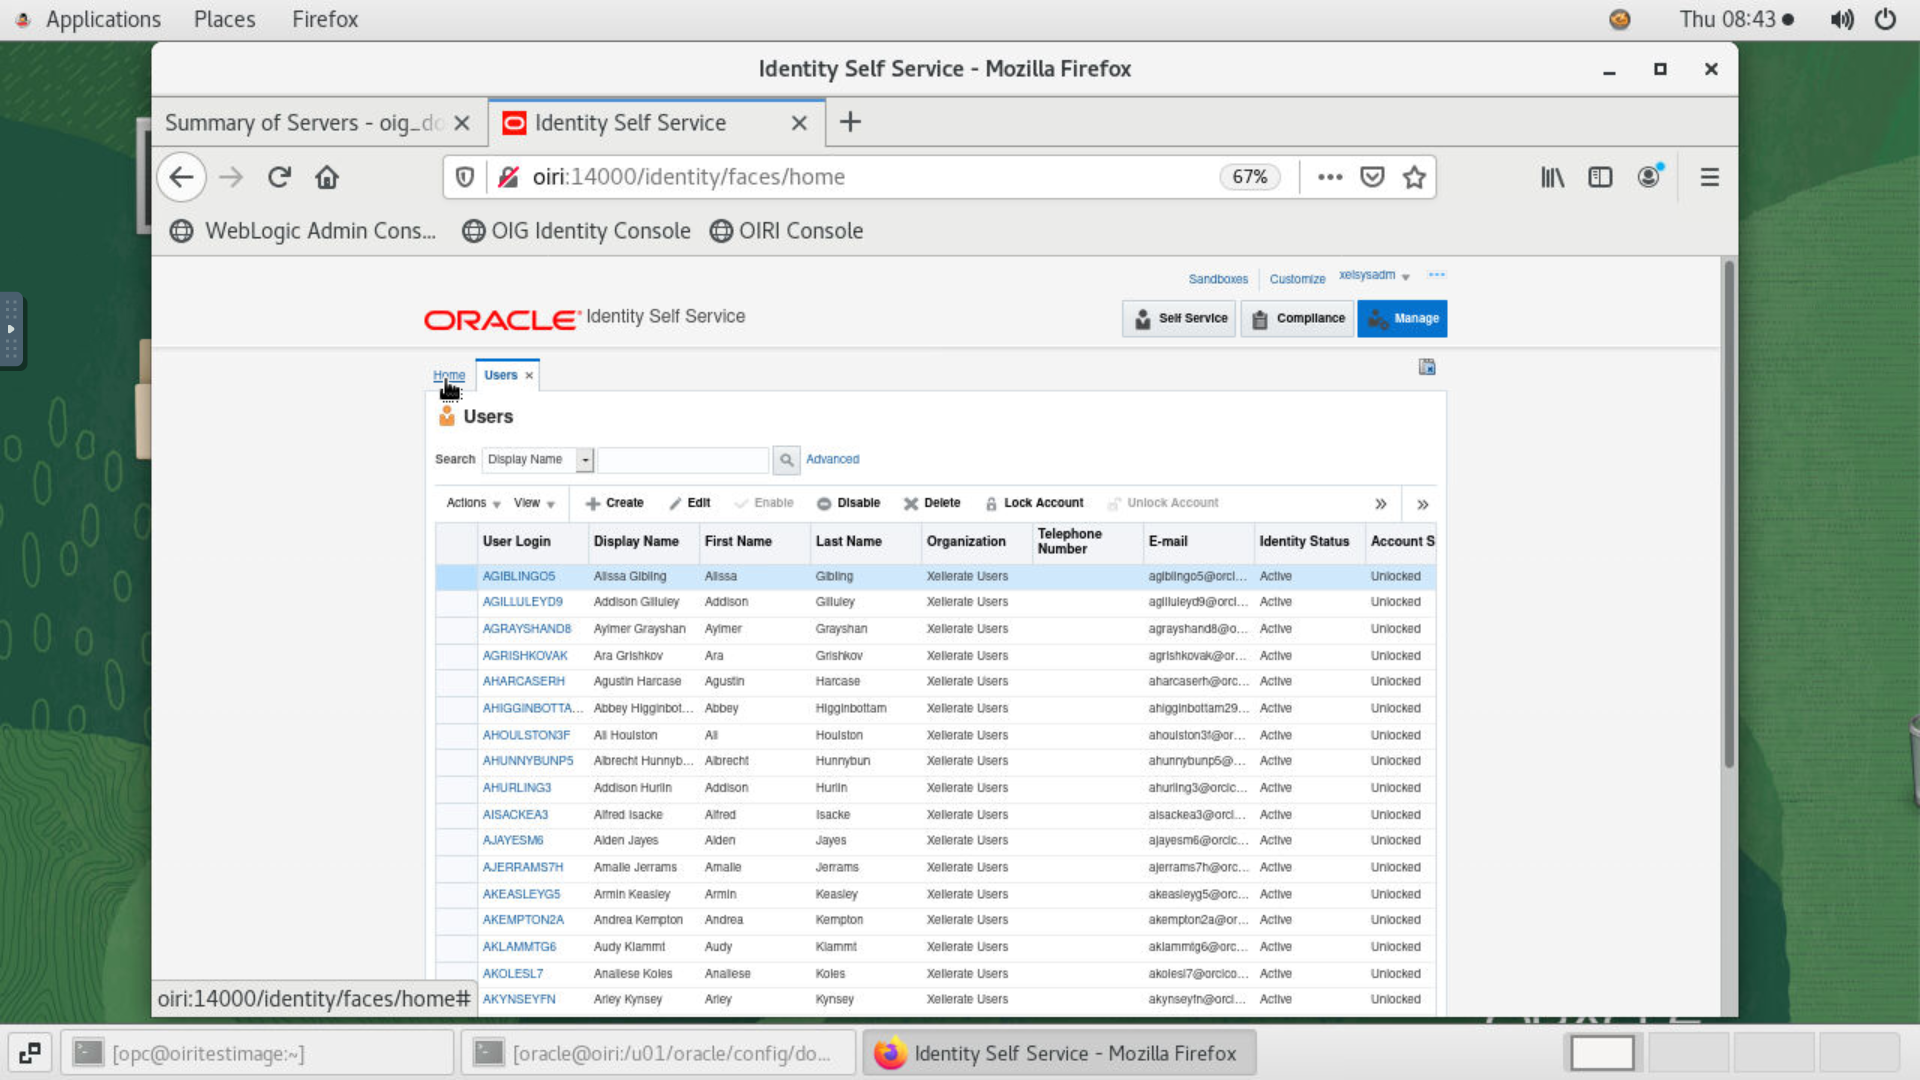 Applications Places Firefox Thu 08:43
Identity Self Service - Mozilla Firefox
Summary of Servers - oig_do Identity Self Service
oiri:14000/identity/faces/home 67%
WebLogic Admin Cons... OIG Identity Console OIRI Console
Sandboxes Customize xelsysadm
ORACLE Identity Self Service Self Service Compliance Manage
Home Users
Users
Search Display Name Advanced
Actions View Create Edit Enable Disable Delete Lock Account Unlock Account
User Login Display Name First Name Last Name Organization Telephone Number E-mail Identity Status Account S
AGIBLINGO5 Alissa Gibling Alissa Gibling Xellerate Users agiblingo5@orcl... Active Unlocked
AGILLULEYD9 Addison Gilluley Addison Gilluley Xellerate Users agilluleyd9@orcl... Active Unlocked
AGRAYSHAND8 Aylmer Grayshan Aylmer Grayshan Xellerate Users agrayshand8@o... Active Unlocked
AGRISHKOVAK Ara Grishkov Ara Grishkov Xellerate Users agrishkovak@or... Active Unlocked
AHARCASERH Agustin Harcase Agustin Harcase Xellerate Users aharcaserh@orc... Active Unlocked
AHIGGINBOTTA... Abbey Higginbot... Abbey Higginbottam Xellerate Users ahigginbottam29... Active Unlocked
AHOULSTON3F Ali Houlston Ali Houlston Xellerate Users ahoulston3f@or... Active Unlocked
AHUNNYBUNP5 Albrecht Hunnyb... Albrecht Hunnybun Xellerate Users ahunnybunp5@... Active Unlocked
AHURLING3 Addison Hurlin Addison Hurlin Xellerate Users ahurling3@orclc... Active Unlocked
AISACKEA3 Alfred Isacke Alfred Isacke Xellerate Users aisackea3@orcl... Active Unlocked
AJAYESM6 Alden Jayes Alden Jayes Xellerate Users ajayesm6@orclc... Active Unlocked
AJERRAMS7H Amalie Jerrams Amalie Jerrams Xellerate Users ajerrams7h@orc... Active Unlocked
AKEASLEYG5 Armin Keasley Armin Keasley Xellerate Users akeasleyg5@orc... Active Unlocked
AKEMPTON2A Andrea Kempton Andrea Kempton Xellerate Users akempton2a@or... Active Unlocked
AKLAMMTG6 Audy Klammt Audy Klammt Xellerate Users aklammtg6@orc... Active Unlocked
AKOLESL7 Analiese Koles Analiese Koles Xellerate Users akolesl7@orclco... Active Unlocked
AKYNSEYFN Arley Kynsey Arley Kynsey Xellerate Users akynseyfn@orcl... Active Unlocked
oiri:14000/identity/faces/home#
[opc@oiritestimage:~] [oracle@oiri:/u01/oracle/config/do... Identity Self Service - Mozilla Firefox